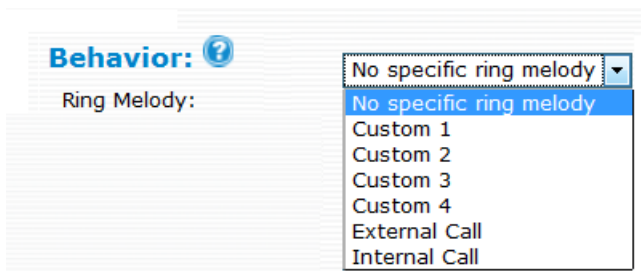 Behavior: ?
No specific ring melody
Ring Melody:
No specific ring melody
Custom 1
Custom 2
Custom 3
Custom 4
External Call
Internal Call